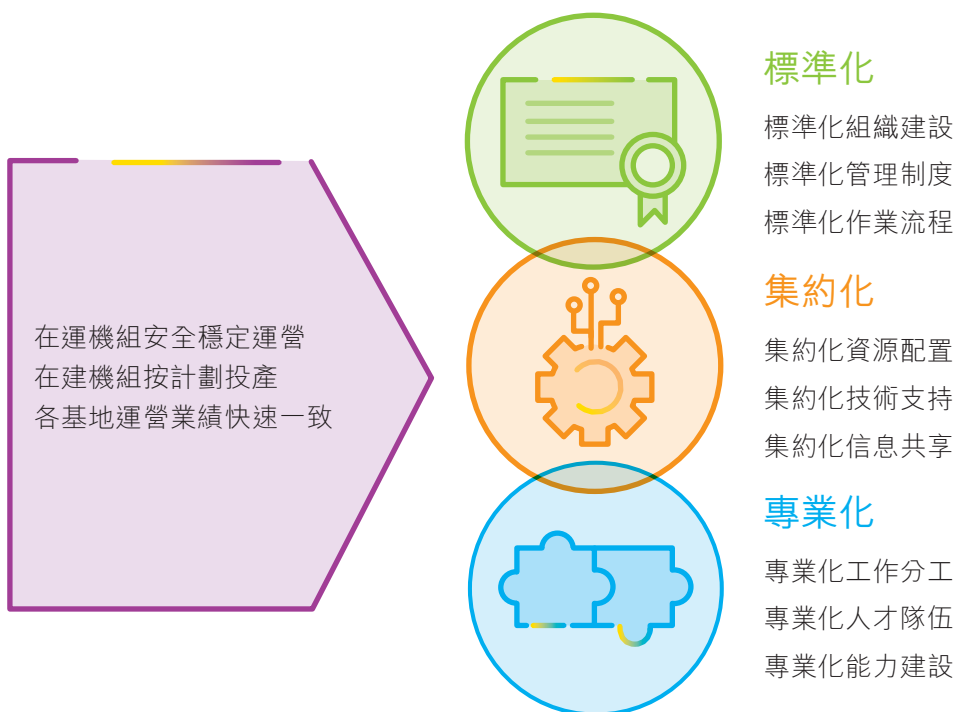 在運機組安全穩定運營
在建機組按計劃投產
各基地運營業績快速一致
標準化
標準化組織建設
標準化管理制度
標準化作業流程
集約化
集約化資源配置
集約化技術支持
集約化信息共享
專業化
專業化工作分工
專業化人才隊伍
專業化能力建設